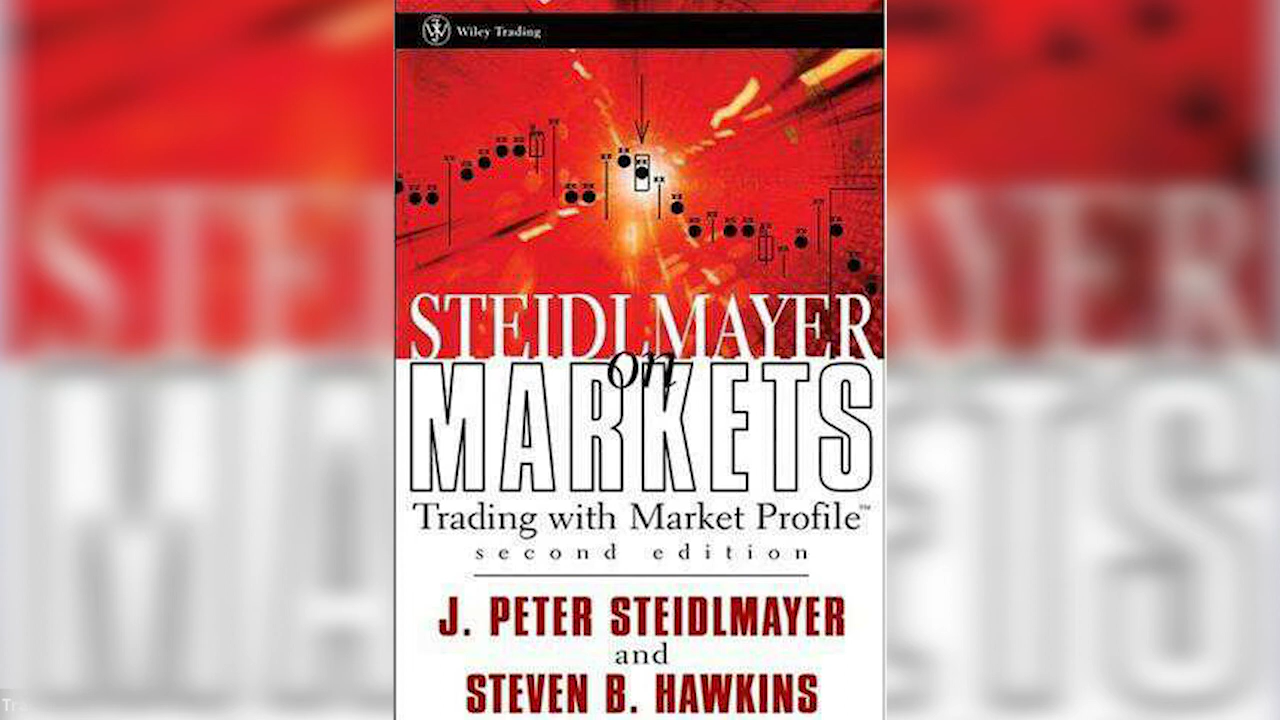 Wiley Trading
STEIDLMAYER
on
MARKETS
Trading with Market Profile™
second edition
J. PETER STEIDLMAYER
and
STEVEN B. HAWKINS